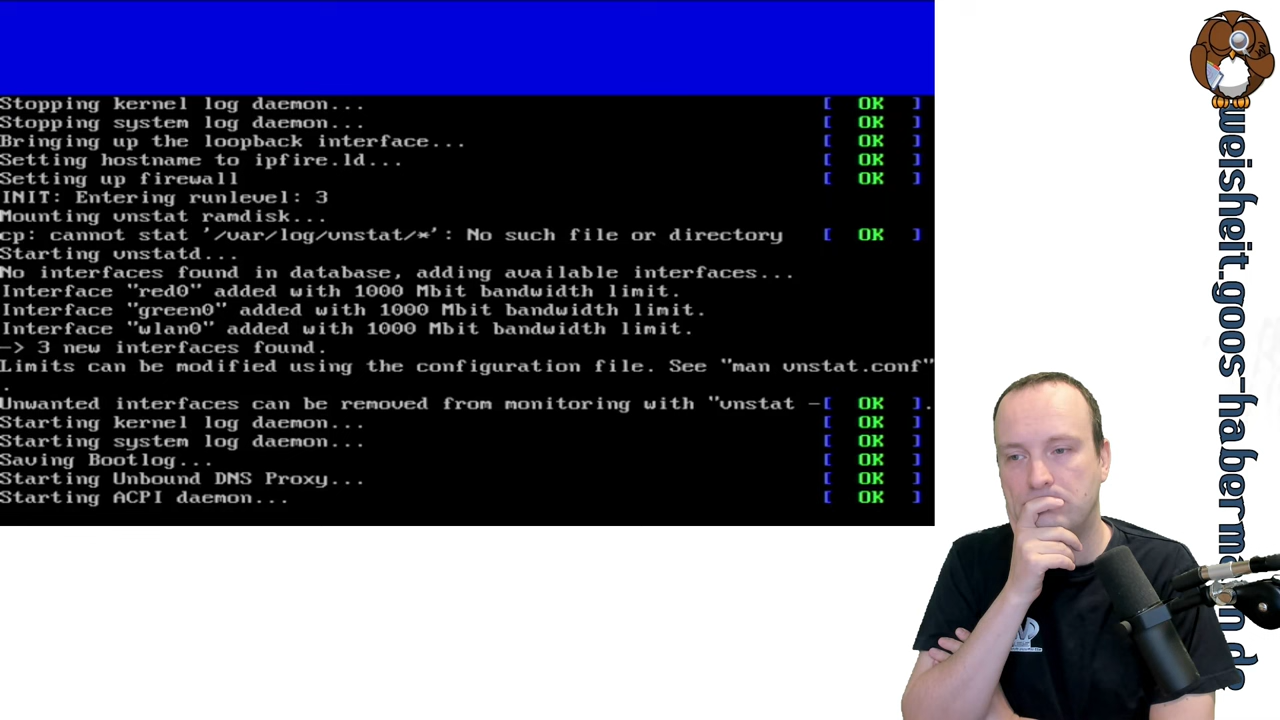 Stopping kernel log daemon... [ OK ]
Stopping system log daemon... [ OK ]
Bringing up the loopback interface... [ OK ]
Setting hostname to ipfire.ld... [ OK ]
Setting up firewall [ OK ]
INIT: Entering runlevel: 3
Mounting vnstat ramdisk...
cp: cannot stat '/var/log/vnstat/*': No such file or directory [ OK ]
Starting vnstatd...
No interfaces found in database, adding available interfaces...
Interface "red0" added with 1000 Mbit bandwidth limit.
Interface "green0" added with 1000 Mbit bandwidth limit.
Interface "wlan0" added with 1000 Mbit bandwidth limit.
-> 3 new interfaces found.
Limits can be modified using the configuration file. See "man vnstat.conf"
.
Unwanted interfaces can be removed from monitoring with "vnstat -[ OK ].
Starting kernel log daemon... [ OK ]
Starting system log daemon... [ OK ]
Saving Bootlog... [ OK ]
Starting Unbound DNS Proxy... [ OK ]
Starting ACPI daemon... [ OK ]